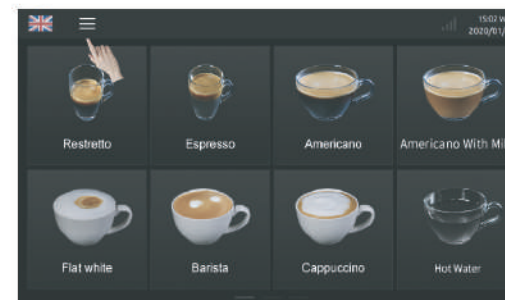 15:02 W
2020/01/
Restretto
Espresso
Americano
Americano With Mil
Flat white
Barista
Cappuccino
Hot Water